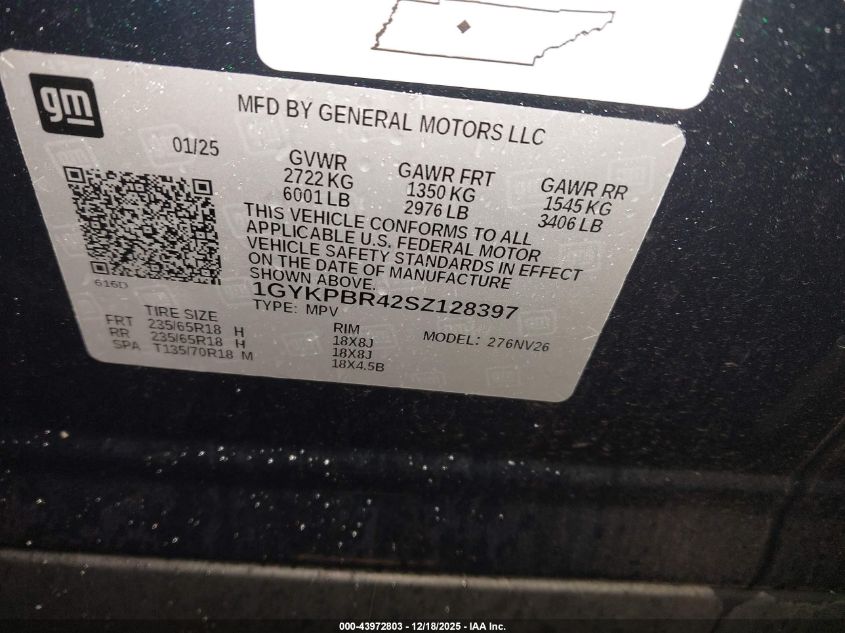 gm
MFD BY GENERAL MOTORS LLC
01/25
GVWR
2722 KG
6001 LB
GAWR FRT
1350 KG
2976 LB
GAWR RR
1545 KG
3406 LB
THIS VEHICLE CONFORMS TO ALL
APPLICABLE U.S. FEDERAL MOTOR
VEHICLE SAFETY STANDARDS IN EFFECT
ON THE DATE OF MANUFACTURE
SHOWN ABOVE.
1GYKPBR42SZ128397
TYPE: MPV
616D
TIRE SIZE
FRT 235/65R18 H
RR 235/65R18 H
SPA T135/70R18 M
RIM
18X8J
18X8J
18X4.5B
MODEL: 276NV26
000-43972803 - 12/18/2025 - IAA Inc.